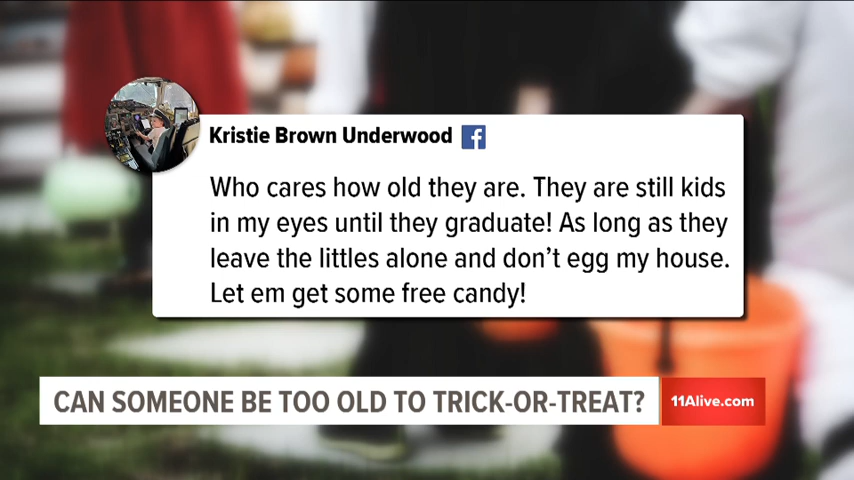 Kristie Brown Underwood
Who cares how old they are. They are still kids
in my eyes until they graduate! As long as they
leave the littles alone and don’t egg my house.
Let em get some free candy!
CAN SOMEONE BE TOO OLD TO TRICK-OR-TREAT?
11Alive.com